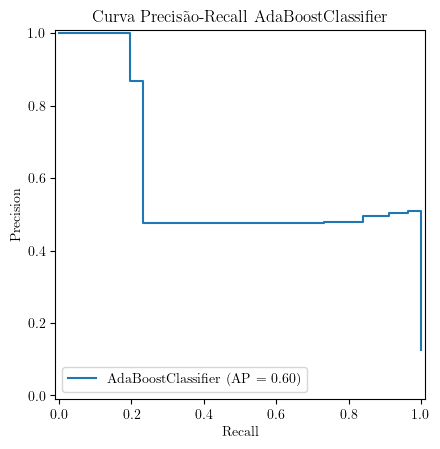 Curva Precisão-Recall AdaBoostClassifier
1.0
0.8
0.6
0.4
0.2
0.0
Precision
AdaBoostClassifier (AP = 0.60)
0.0 0.2 0.4 0.6 0.8 1.0
Recall